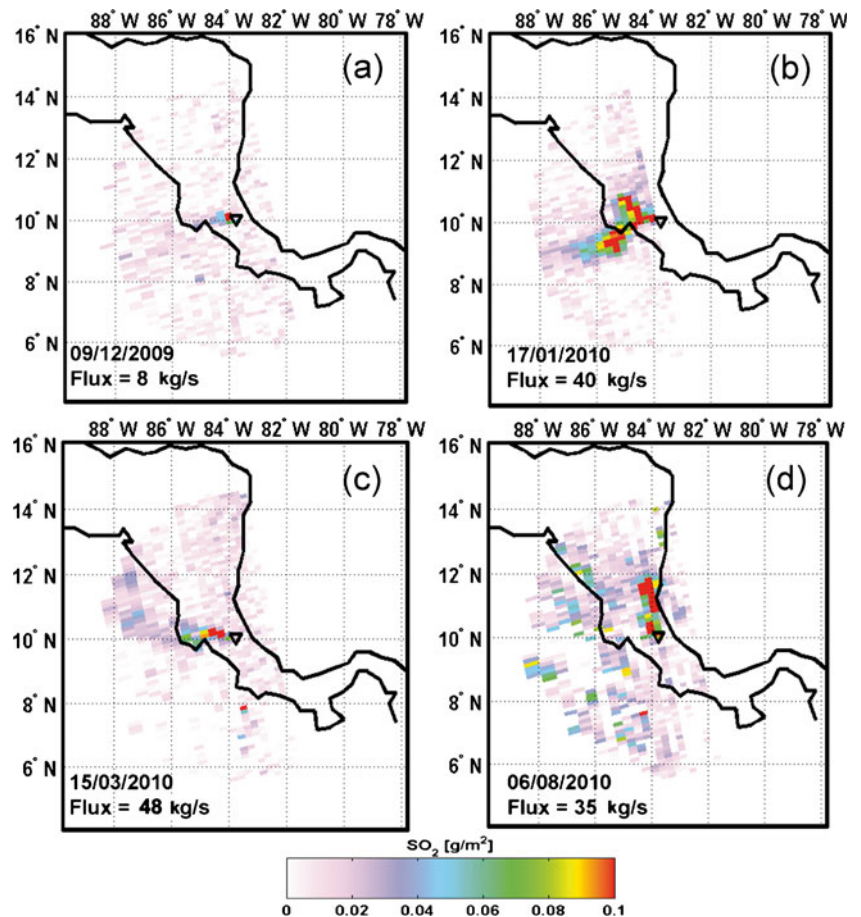 88° W 86° W 84° W 82° W 80° W 78° W
16° N
14° N
12° N
10° N
8° N
6° N
(a)
09/12/2009
Flux = 8 kg/s
88° W 86° W 84° W 82° W 80° W 78° W
16° N
14° N
12° N
10° N
8° N
6° N
(b)
17/01/2010
Flux = 40 kg/s
88° W 86° W 84° W 82° W 80° W 78° W
16° N
14° N
12° N
10° N
8° N
6° N
(c)
15/03/2010
Flux = 48 kg/s
88° W 86° W 84° W 82° W 80° W 78° W
16° N
14° N
12° N
10° N
8° N
6° N
(d)
06/08/2010
Flux = 35 kg/s
SO₂ [g/m²]
0 0.02 0.04 0.06 0.08 0.1